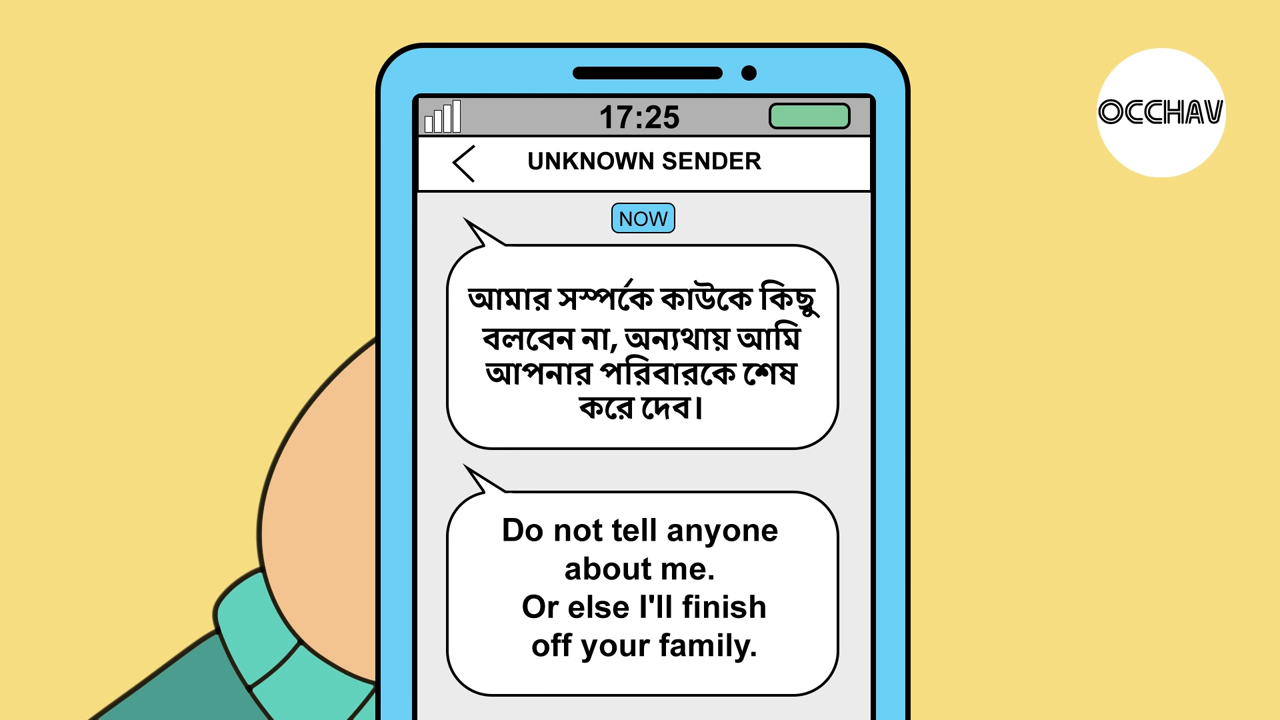 OCCHAV
17:25
UNKNOWN SENDER
NOW
আমার সস্পর্কে কাউকে কিছু
বলবেন না, অন্যথায় আমি
আপনার পরিবারকে শেষ
করে দেব।
Do not tell anyone
about me.
Or else I'll finish
off your family.